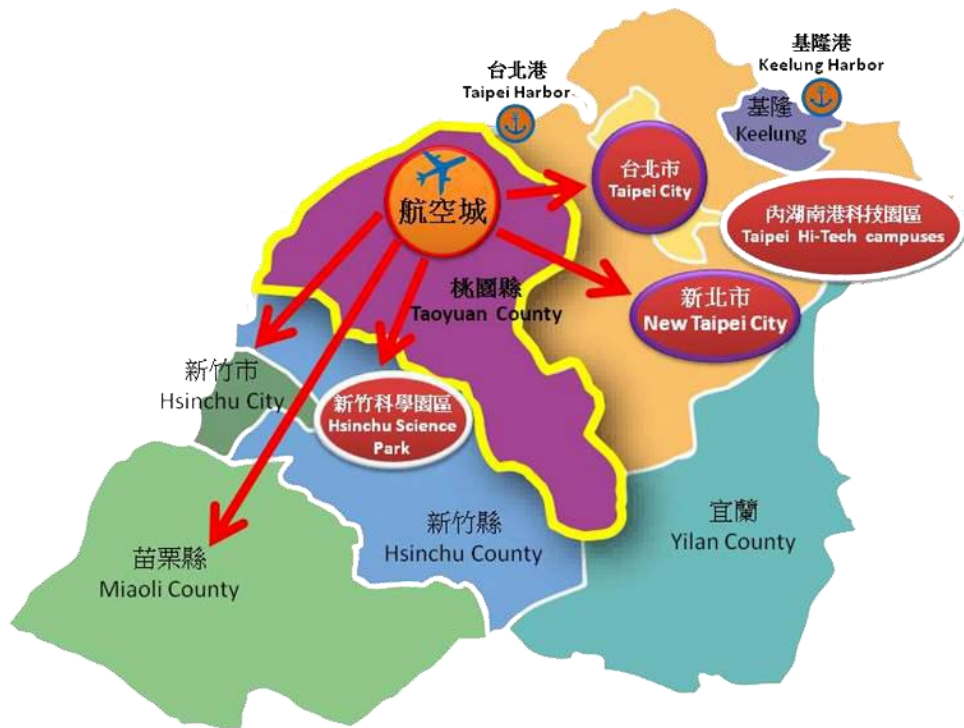 基隆港
Keelung Harbor
台北港
Taipei Harbor
基隆
Keelung
台北市
Taipei City
航空城
內湖南港科技園區
Taipei Hi-Tech campuses
桃園縣
Taoyuan County
新北市
New Taipei City
新竹市
Hsinchu City
新竹科學園區
Hsinchu Science
Park
新竹縣
Hsinchu County
宜蘭
Yilan County
苗栗縣
Miaoli County